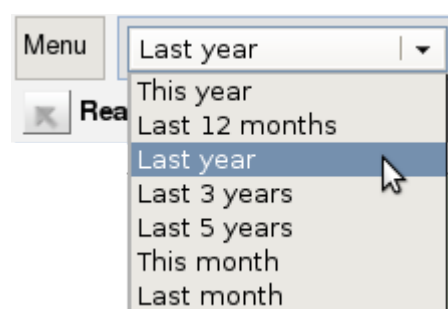 Menu
Last year
This year
Rea
Last 12 months
Last year
Last 3 years
Last 5 years
This month
Last month